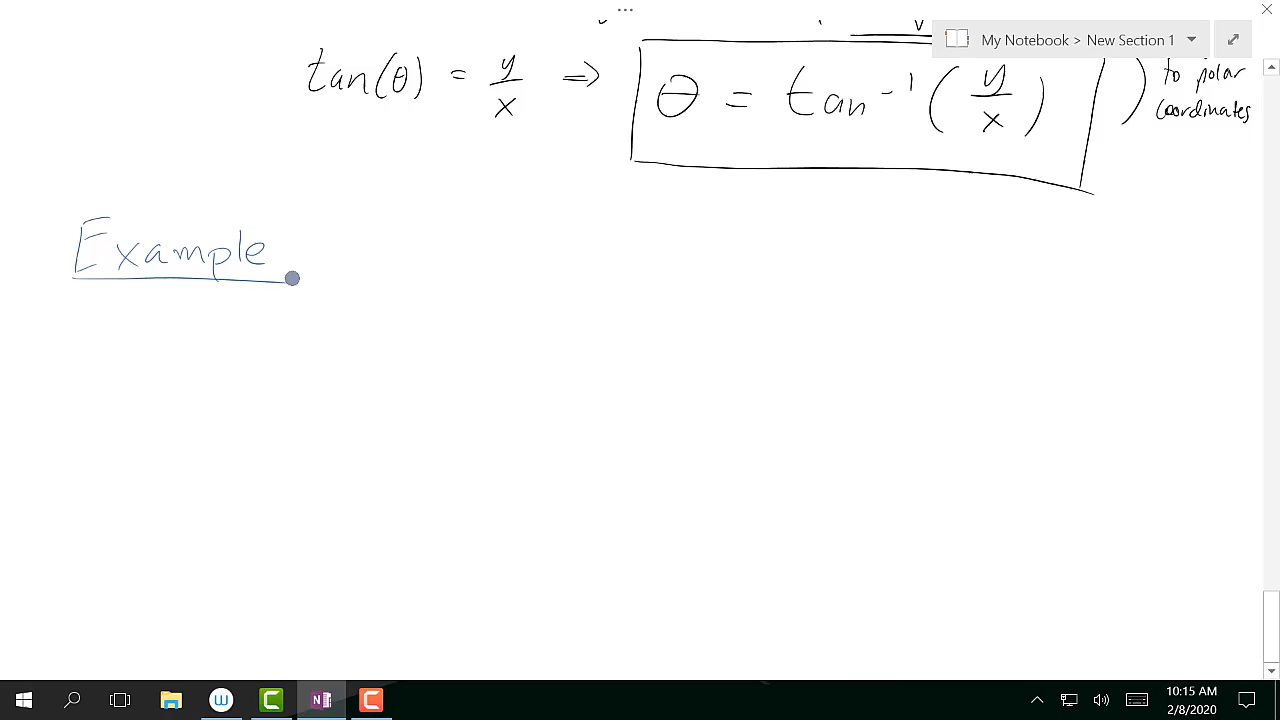 My Notebook > New Section 1
tan(θ) = y/x ⇒ θ = tan⁻¹(y/x)
to polar
coordinates
Example
10:15 AM
2/8/2020